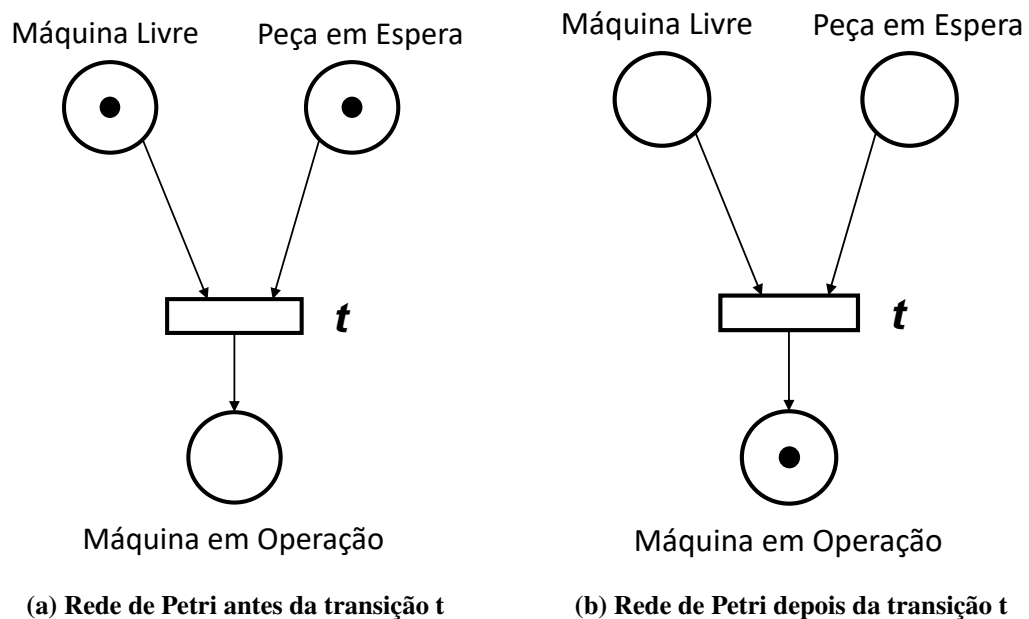 Máquina Livre
Peça em Espera
t
Máquina em Operação
(a) Rede de Petri antes da transição t
Máquina Livre
Peça em Espera
t
Máquina em Operação
(b) Rede de Petri depois da transição t